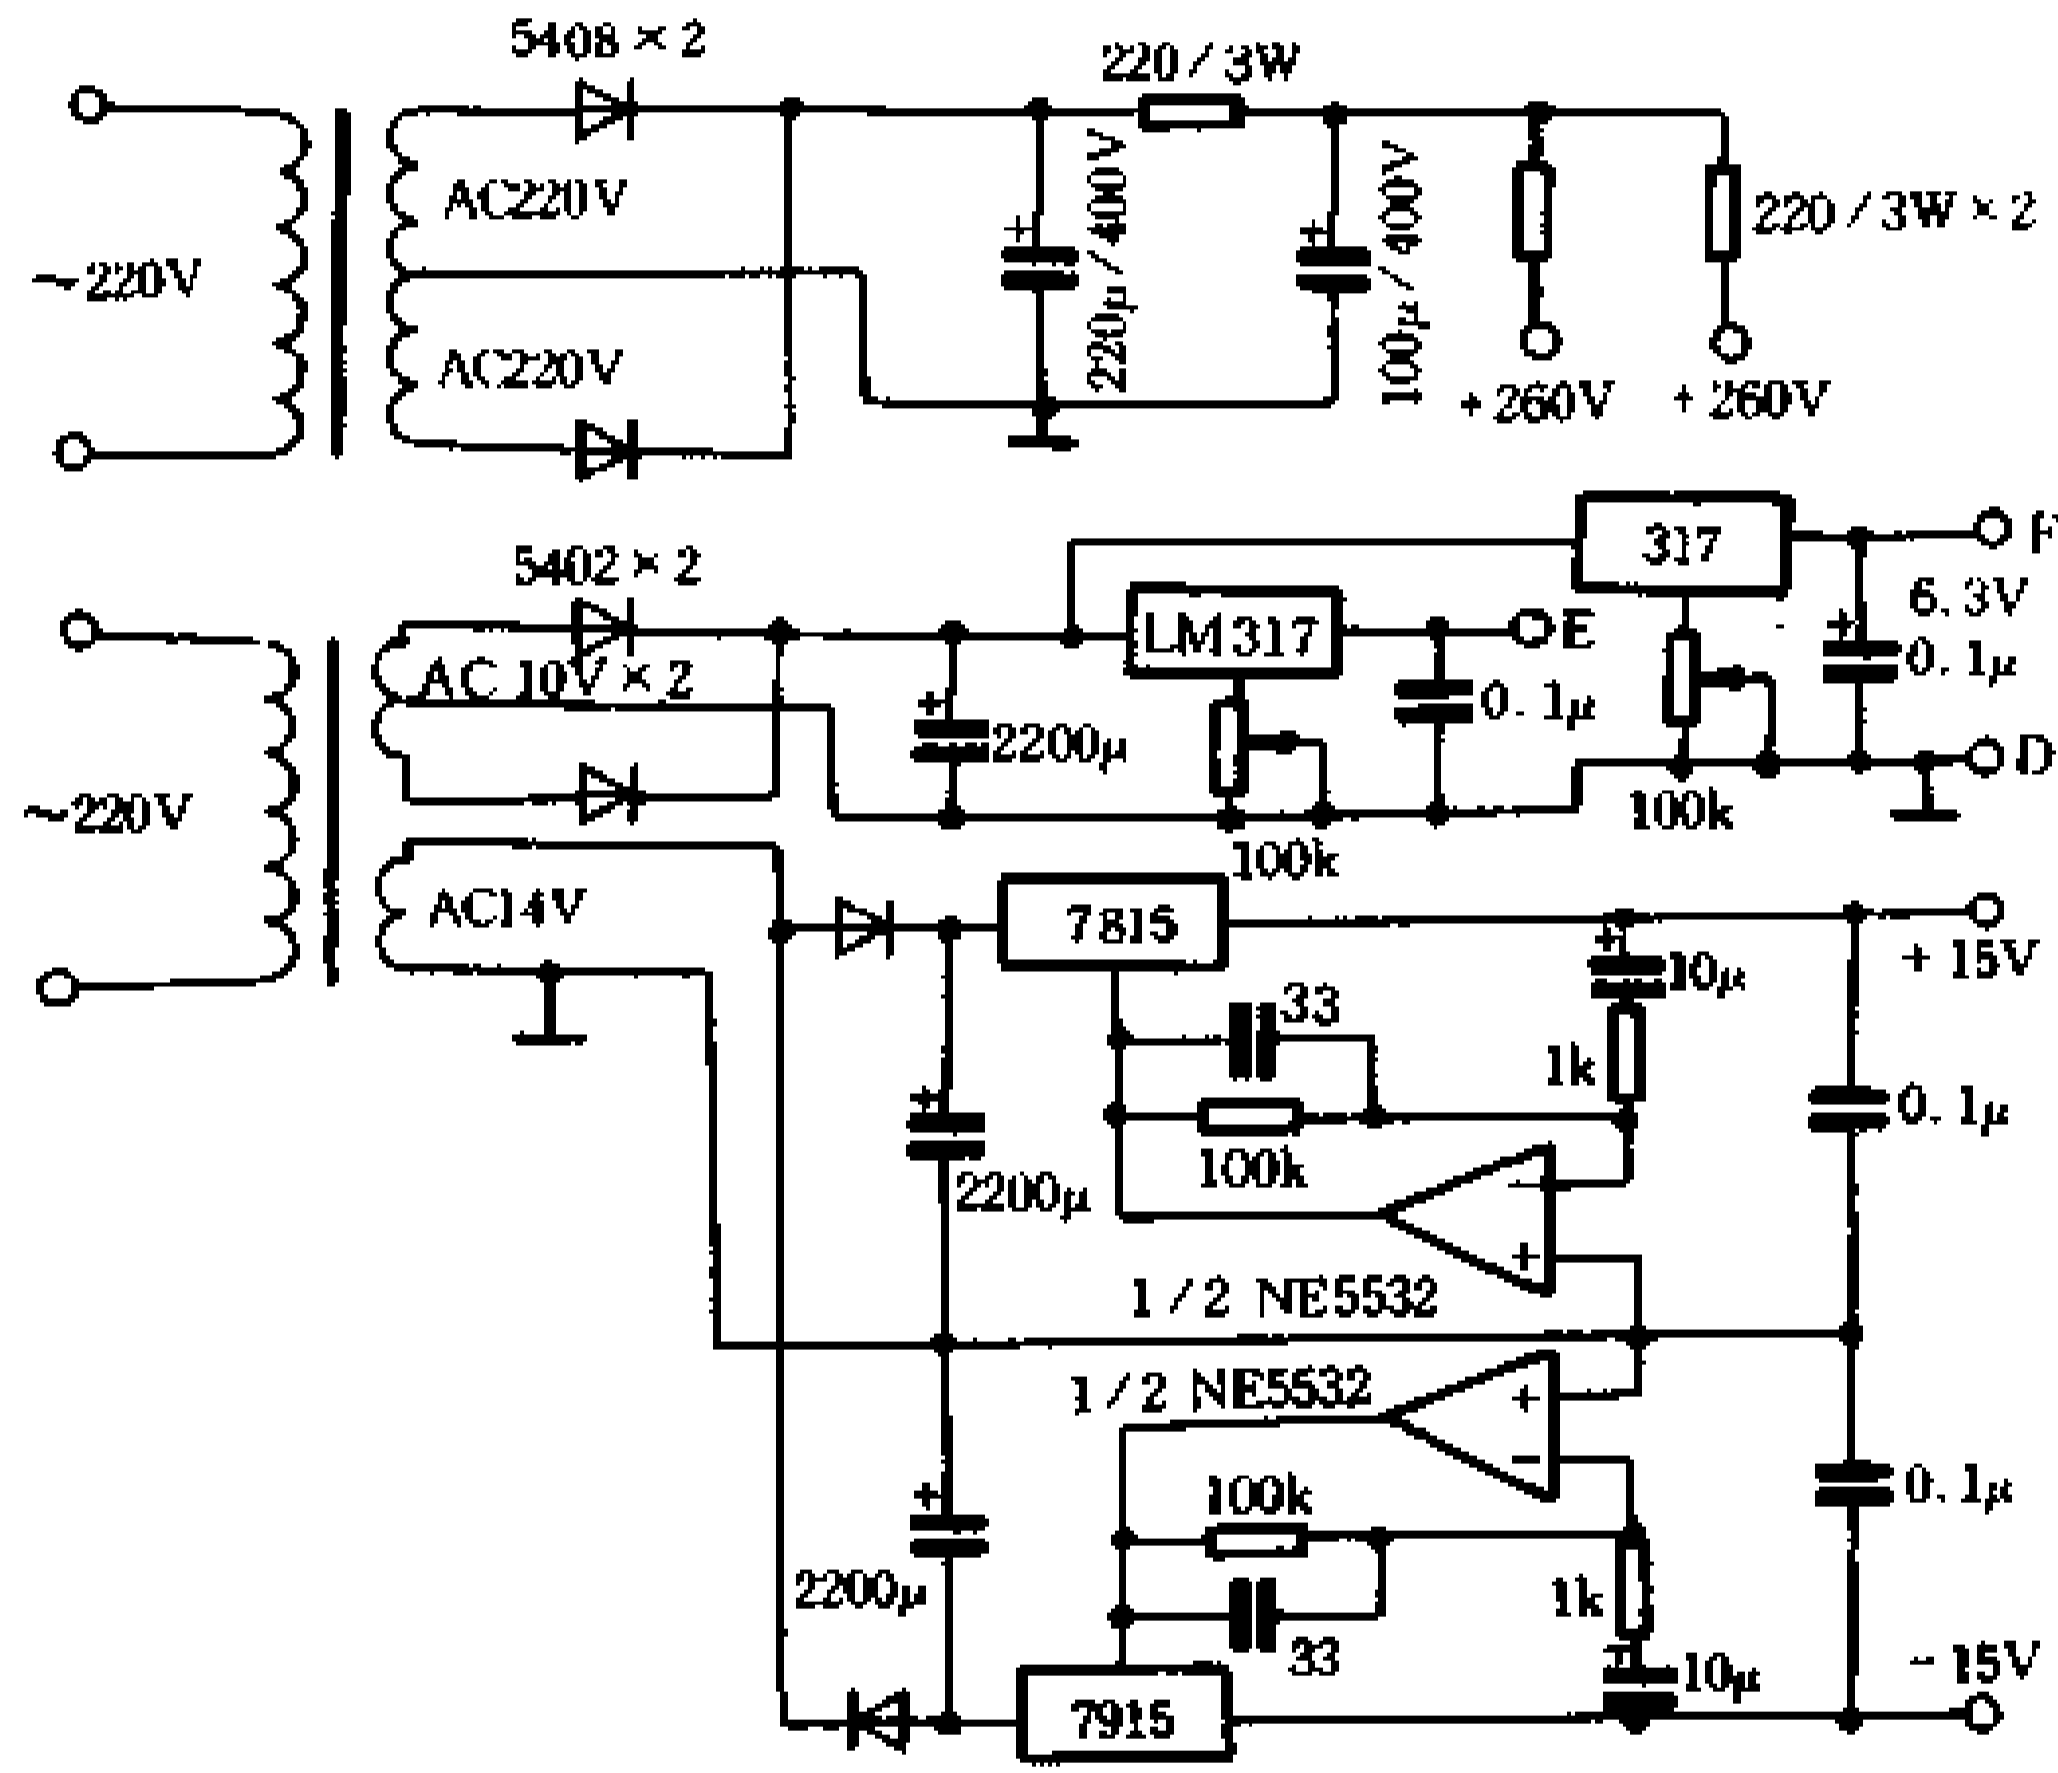 5408 × 2
220 / 3W
AC220V
220μ / 400V
100μ / 400V
220 / 3W × 2
~220V
AC220V
+ 260V
+ 260V
317
F
5402 × 2
6.3V
LM317
E
AC 10V × 2
0.1μ
0.1μ
2200μ
D
~220V
100k
100k
AC14V
7815
+ 15V
10μ
33
1k
0.1μ
100k
2200μ
−
+
1 / 2 NE5532
1 / 2 NE5532
+
−
100k
0.1μ
2200μ
1k
33
10μ
− 15V
7915